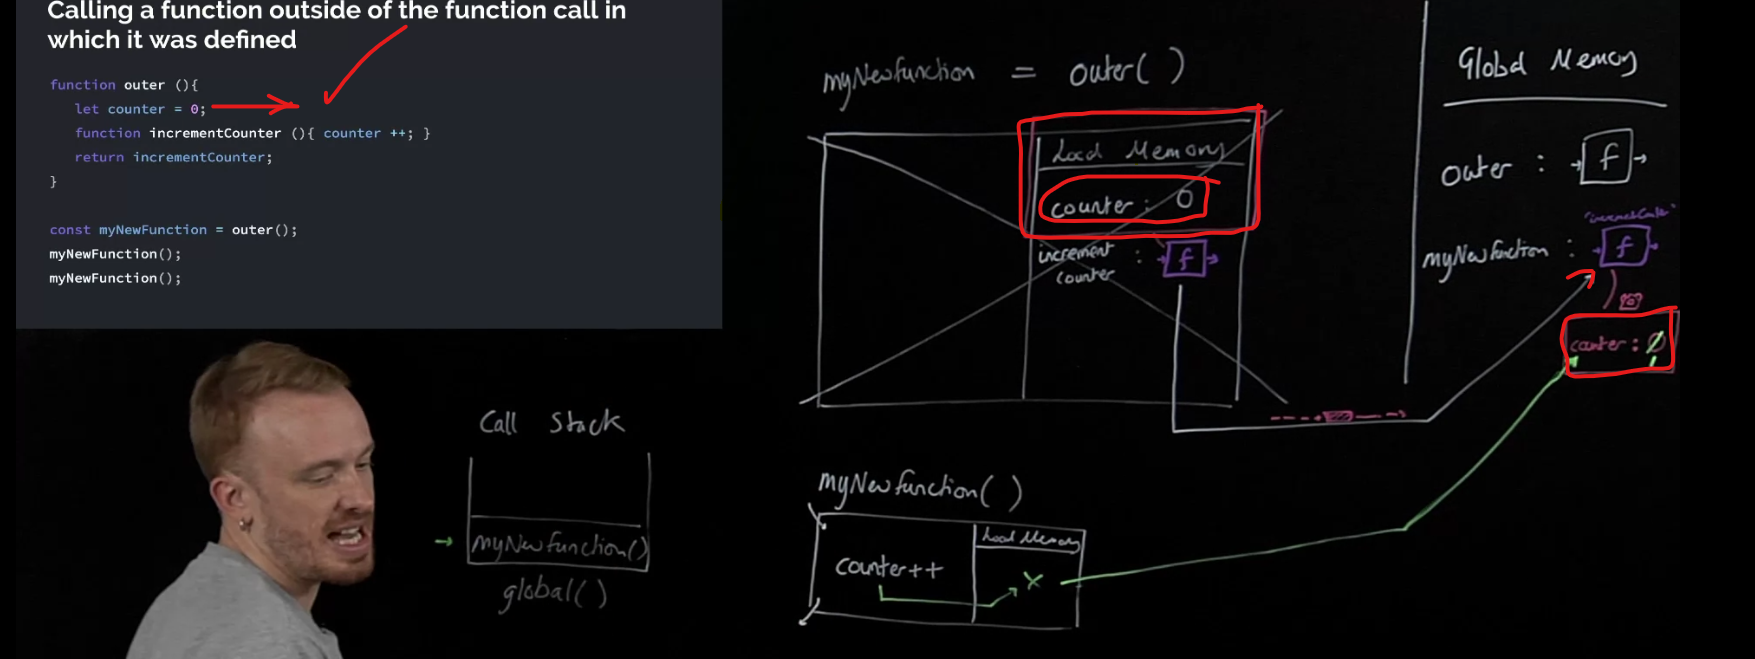 Calling a function outside of the function call in
which it was defined
function outer (){
let counter = 0;
function incrementCounter (){ counter ++; }
return incrementCounter;
}
const myNewFunction = outer();
myNewFunction();
myNewFunction();
myNewfunction = outer( )
Local Memory
counter : 0
increment
counter : f
Global Memory
outer : f
myNewfunction : f
counter : 0
1
Call Stack
myNewfunction()
global( )
myNewfunction( )
Local Memory
counter++